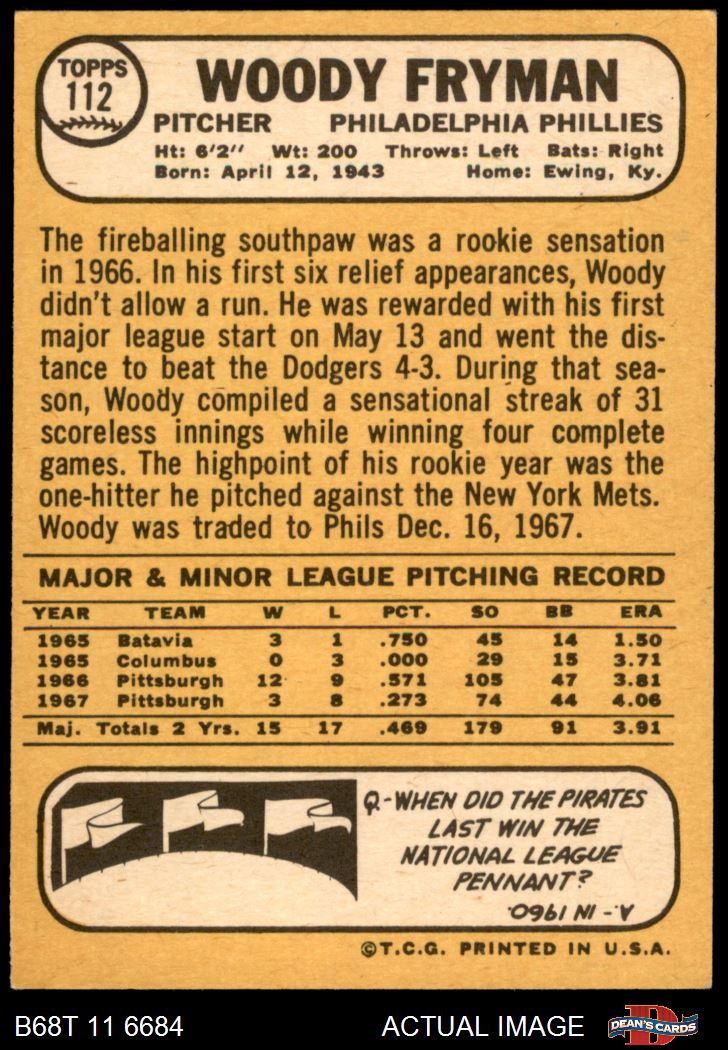 TOPPS
112
WOODY FRYMAN
PITCHER PHILADELPHIA PHILLIES
Ht: 6'2" Wt: 200 Throws: Left Bats: Right
Born: April 12, 1943 Home: Ewing, Ky.
The fireballing southpaw was a rookie sensation
in 1966. In his first six relief appearances, Woody
didn't allow a run. He was rewarded with his first
major league start on May 13 and went the dis-
tance to beat the Dodgers 4-3. During that sea-
son, Woody compiled a sensational streak of 31
scoreless innings while winning four complete
games. The highpoint of his rookie year was the
one-hitter he pitched against the New York Mets.
Woody was traded to Phils Dec. 16, 1967.
MAJOR & MINOR LEAGUE PITCHING RECORD
YEAR TEAM W L PCT. SO BB ERA
1965 Batavia 3 1 .750 45 14 1.50
1965 Columbus 0 3 .000 29 15 3.71
1966 Pittsburgh 12 9 .571 105 47 3.81
1967 Pittsburgh 3 8 .273 74 44 4.06
Maj. Totals 2 Yrs. 15 17 .469 179 91 3.91
Q-WHEN DID THE PIRATES
LAST WIN THE
NATIONAL LEAGUE
PENNANT?
A.- IN 1960.
©T.C.G. PRINTED IN U.S.A.
B68T 11 6684 ACTUAL IMAGE
D
DEAN'S CARDS